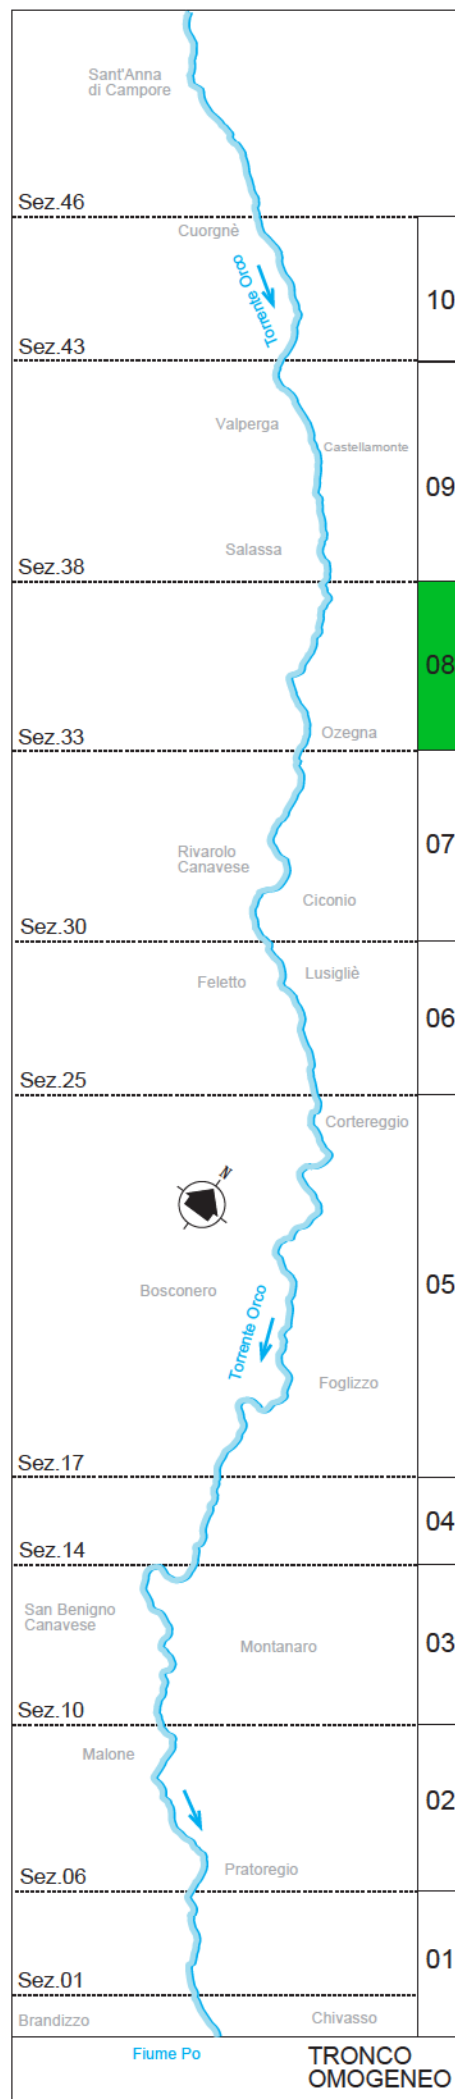 Sant'Anna
di Campore
Sez.46
Cuorgnè
Torrente Orco
10
Sez.43
Valperga
Castellamonte
09
Salassa
Sez.38
08
Ozegna
Sez.33
07
Rivarolo
Canavese
Ciconio
Sez.30
Lusigliè
Feletto
06
Sez.25
Cortereggio
N
Bosconero
05
Torrente Orco
Foglizzo
Sez.17
04
Sez.14
San Benigno
Canavese
Montanaro
03
Sez.10
Malone
02
Pratoregio
Sez.06
01
Sez.01
Brandizzo
Chivasso
Fiume Po
TRONCO
OMOGENEO